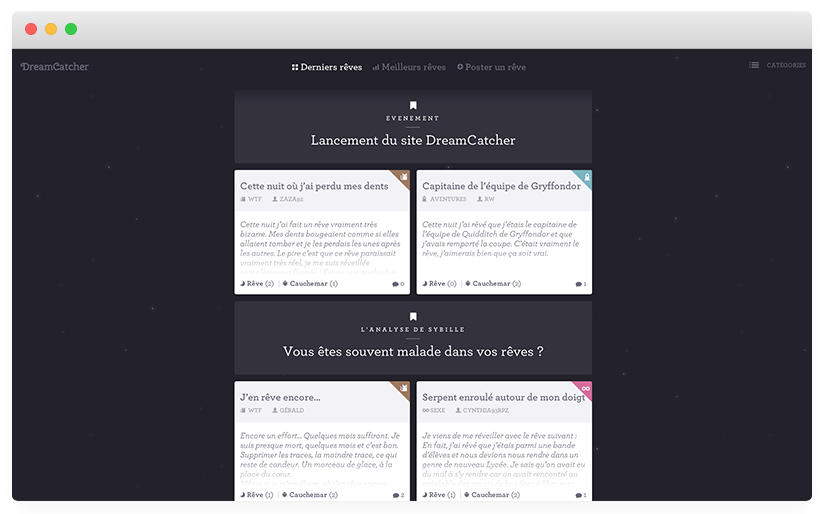 DreamCatcher
Derniers rêves
Meilleurs rêves
Poster un rêve
CATÉGORIES
EVENEMENT
Lancement du site DreamCatcher
Cette nuit où j'ai perdu mes dents
WTF ZAZA92
Cette nuit j'ai fait un rêve vraiment très
bizarre. Mes dents bougeaient comme si elles
allaient tomber et je les perdais les unes après
les autres. Le pire c'est que ce rêve paraissait
vraiment très réel, je me suis réveillée
Rêve (2) | Cauchemar (1) 0
Capitaine de l'équipe de Gryffondor
AVENTURES RW
Cette nuit j'ai rêvé que j'étais le capitaine de
l'équipe de Quidditch de Gryffondor et que
j'avais remporté la coupe. C'était vraiment le
rêve, j'aimerais bien que ça soit vrai.
Rêve (0) | Cauchemar (2) 1
L'ANALYSE DE SYBILLE
Vous êtes souvent malade dans vos rêves ?
J'en rêve encore...
WTF GÉRALD
Encore un effort... Quelques mois suffiront. Je
suis presque mort, quelques mois et c'est bon.
Supprimer les traces, la moindre trace, ce qui
reste de candeur. Un morceau de glace, à la
place du cœur.
Rêve (1) | Cauchemar (1) 2
Serpent enroulé autour de mon doigt
SEXE CYNTHIA93RPZ
Je viens de me réveiller avec le rêve suivant :
En fait, j'ai rêvé que j'étais parmi une bande
d'élèves et nous devions nous rendre dans un
genre de nouveau Lycée. Je sais qu'on avait eu
du mal à s'y rendre car on avait rencontré au
Rêve (1) | Cauchemar (2) 1